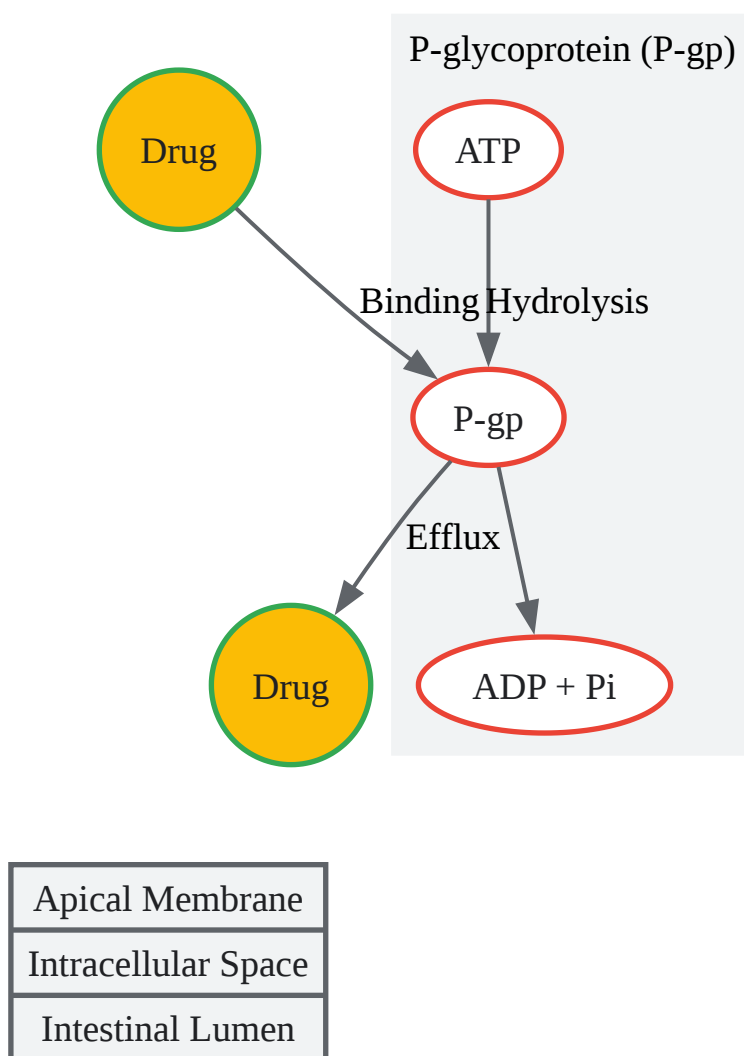 P-glycoprotein (P-gp)
Drug
ATP
Binding
Hydrolysis
P-gp
Efflux
Drug
ADP + Pi
Apical Membrane
Intracellular Space
Intestinal Lumen